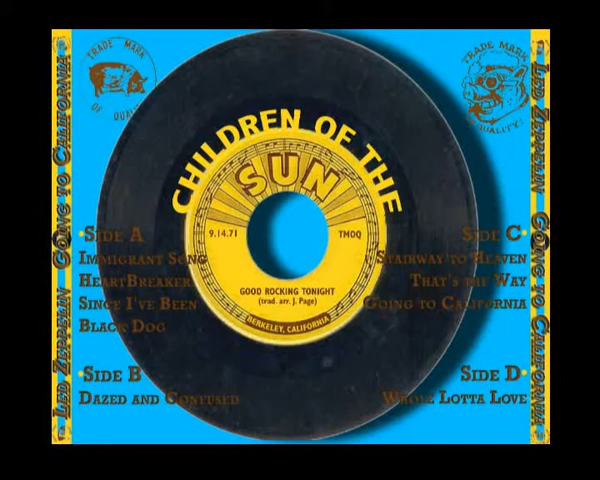 LED ZEPPELIN GOING TO CALIFORNIA
TRADE MARK
OF QUALITY
TRADE MARK
QUALITY!
CHILDREN OF THE
SUN
9.14.71
TMOQ
GOOD ROCKING TONIGHT
(trad. arr. J. Page)
BERKELEY, CALIFORNIA
·SIDE A
IMMIGRANT SONG
HEARTBREAKER
SINCE I'VE BEEN
BLACK DOG
·SIDE B
DAZED AND CONFUSED
SIDE C·
STAIRWAY TO HEAVEN
THAT'S THE WAY
GOING TO CALIFORNIA
SIDE D·
WHOLE LOTTA LOVE
LED ZEPPELIN GOING TO CALIFORNIA